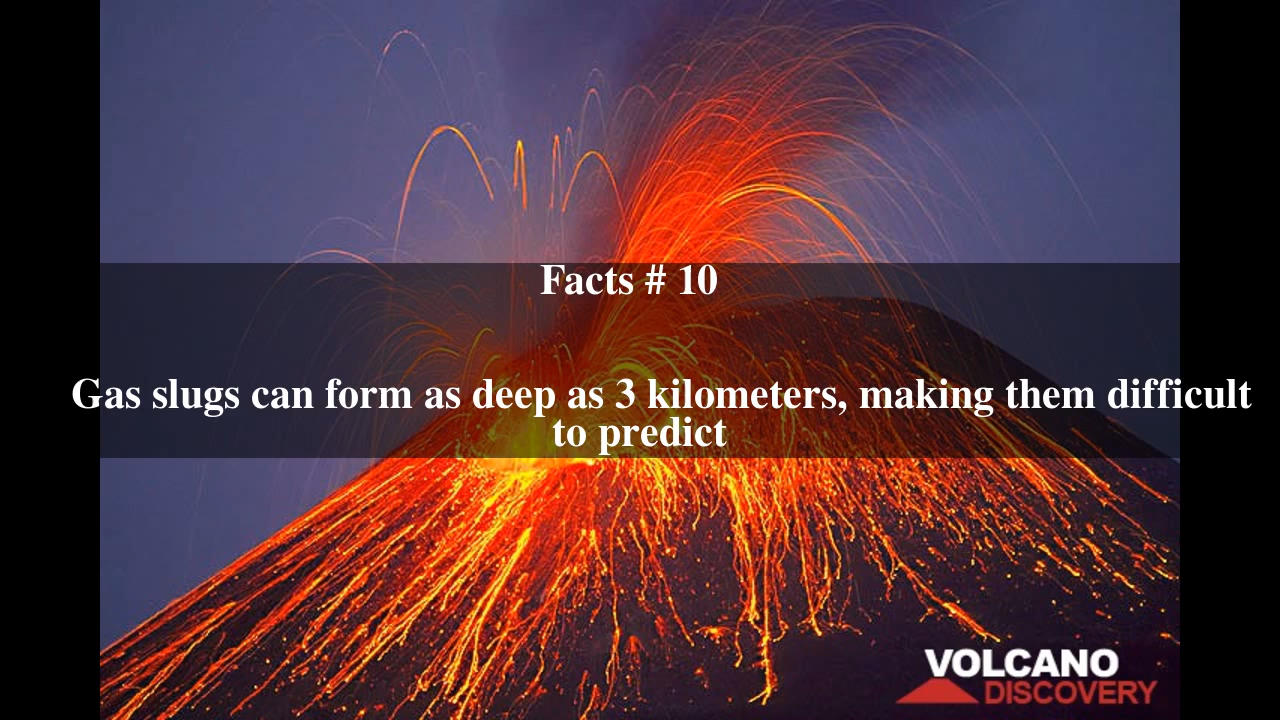 Facts # 10
Gas slugs can form as deep as 3 kilometers, making them difficult
to predict
VOLCANO
DISCOVERY